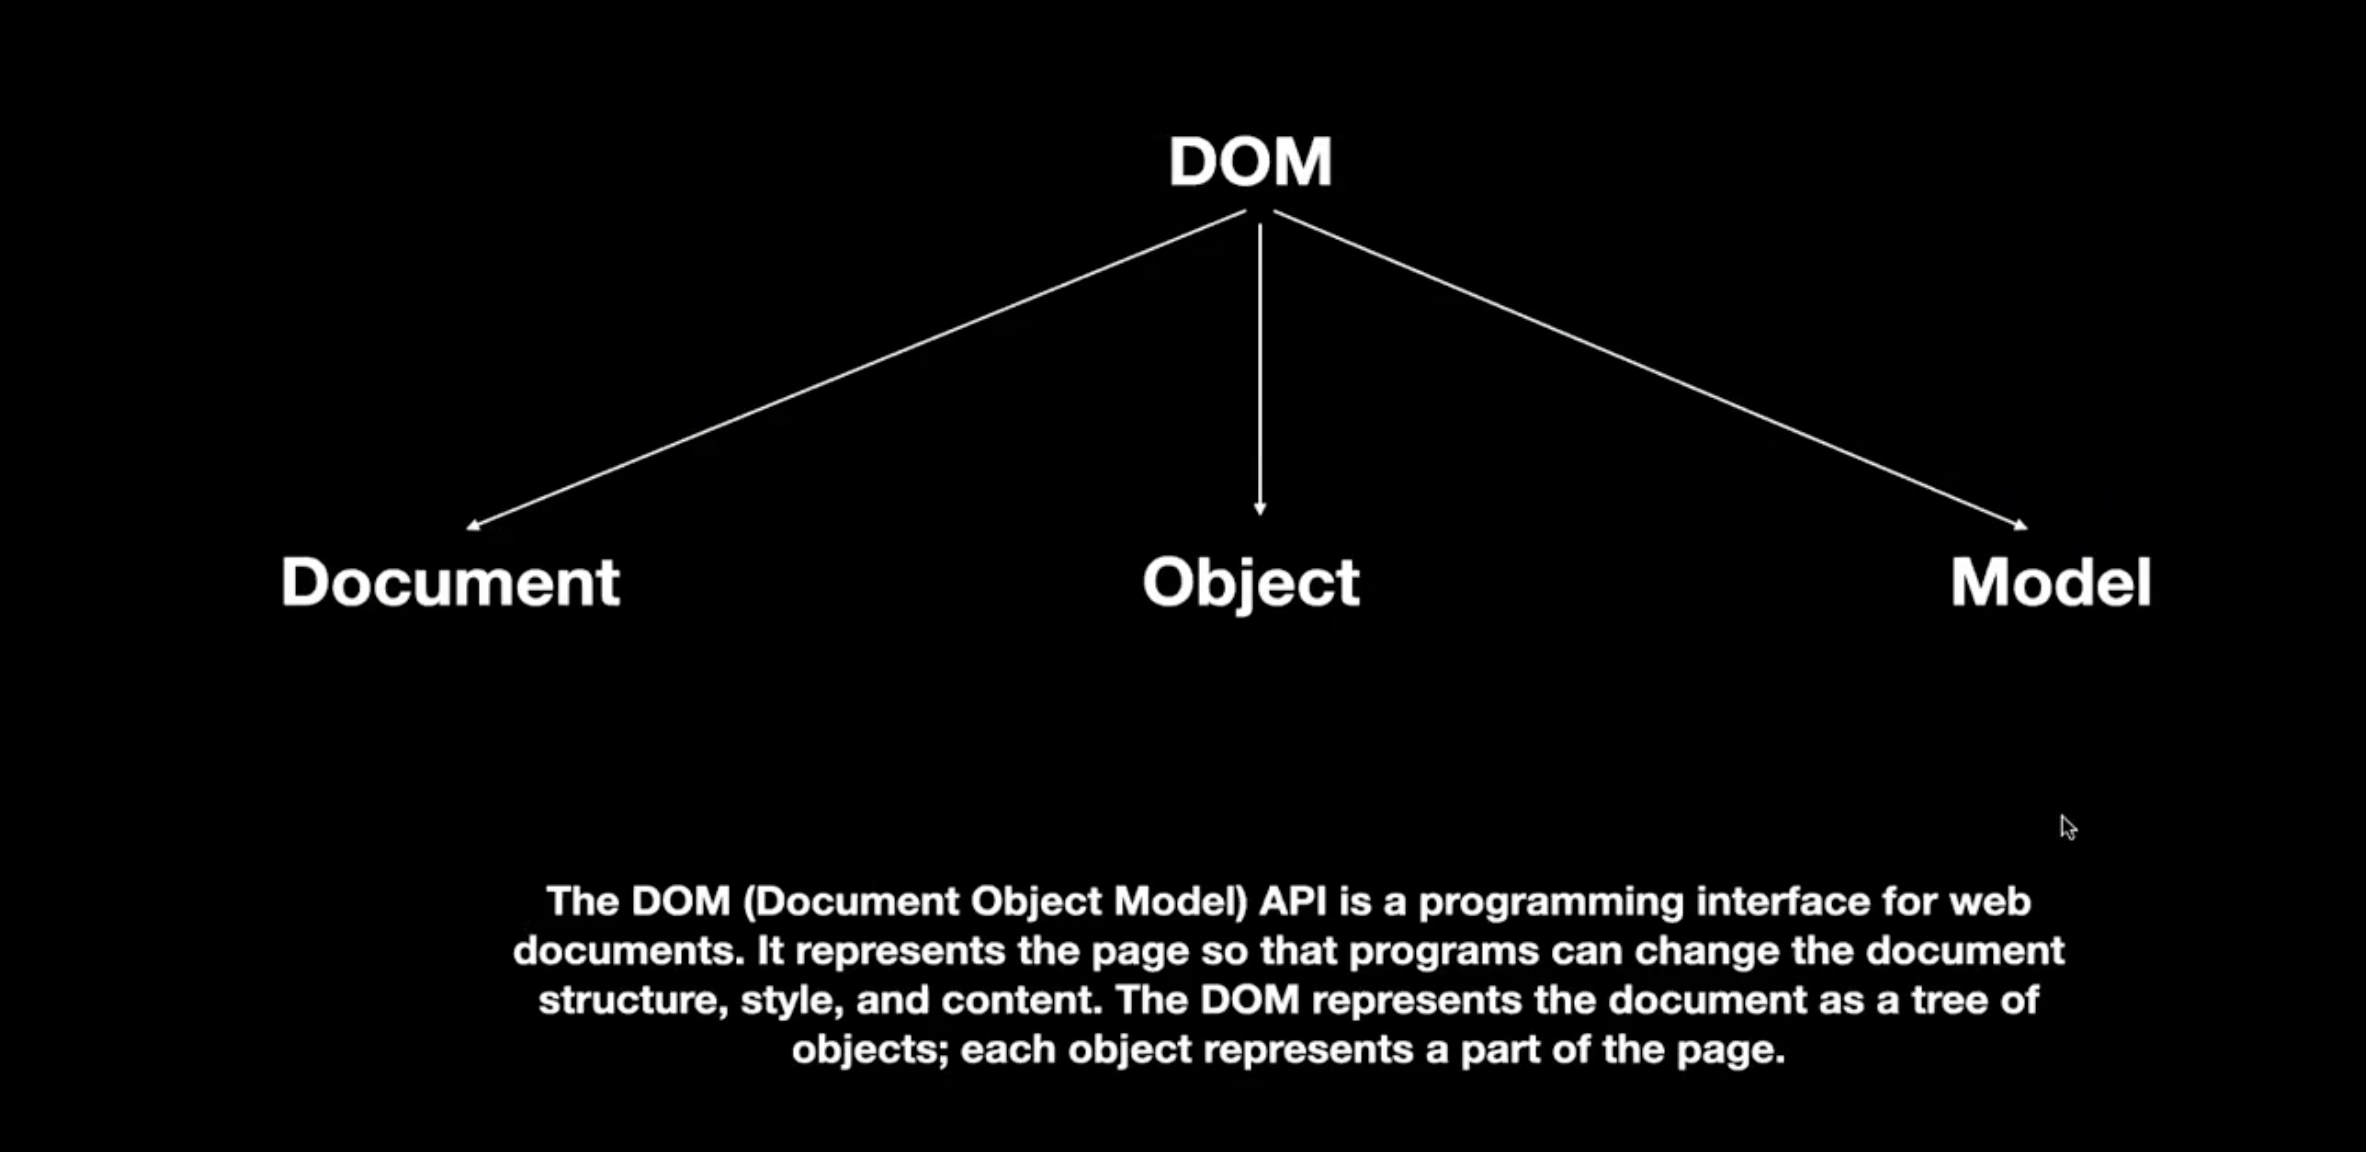 DOM
Document
Object
Model
The DOM (Document Object Model) API is a programming interface for web
documents. It represents the page so that programs can change the document
structure, style, and content. The DOM represents the document as a tree of
objects; each object represents a part of the page.